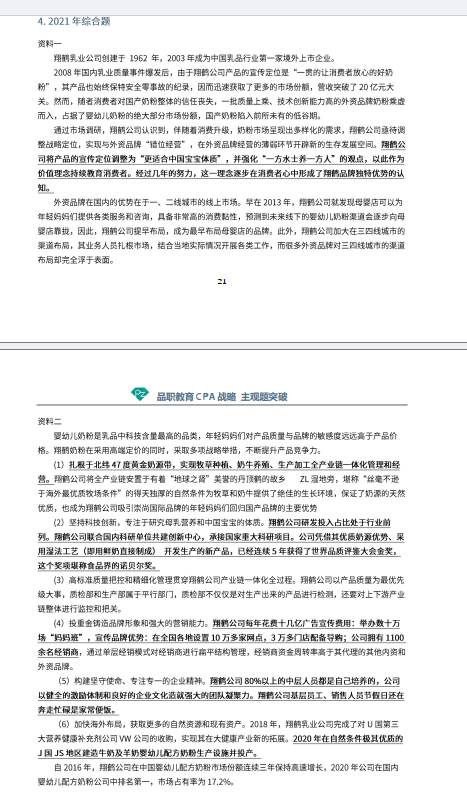 4. 2021 年综合题
资料一
翔鹤乳业公司创建于 1962 年，2003 年成为中国乳品行业第一家境外上市企业。
2008 年国内乳业质量事件爆发后，由于翔鹤公司产品的宣传定位是“一贯的让消费者放心的好奶
粉”，其产品也始终保持安全零事故的纪录，因而迅速获取了更多的市场份额，营收突破了 20 亿元大
关。然而，随着消费者对国产奶粉整体的信任丧失，一批质量上乘、技术创新能力高的外资品牌奶粉乘虚
而入，占据了婴幼儿奶粉的绝大部分市场份额，国产奶粉陷入前所未有的低谷期。
通过市场调研，翔鹤公司认识到，伴随着消费升级，奶粉市场呈现出多样化的需求，翔鹤公司亟待调
整战略定位，实现与外资品牌“错位经营”，在外资品牌经营的薄弱环节开辟新的生存发展空间。翔鹤公
司将产品的宣传定位调整为“更适合中国宝宝体质”，并强化“一方水土养一方人”的观点，以此作为
价值理念持续教育消费者。经过几年的努力，这一理念逐步在消费者心中形成了翔鹤品牌独特优势的认
知。
外资品牌在国内的优势在于一、二线城市的线上市场。早在 2013 年，翔鹤公司就发现母婴店可以为
年轻妈妈们提供各类服务和咨询，具备非常高的消费黏性，预测到未来线下的婴幼儿奶粉渠道会逐步向母
婴店靠拢，因此，翔鹤公司提早布局，成为最早布局母婴店的品牌。此外，翔鹤公司加大在三四线城市的
渠道布局，其业务人员扎根市场，结合当地实际情况开展各类工作，而很多外资品牌对三四线城市的渠道
布局却完全浮于表面。
21
品职教育 CPA 战略 主观题突破
资料二
婴幼儿奶粉是乳品中科技含量最高的品类，年轻妈妈们对产品质量与品牌的敏感度远远高于产品价
格。翔鹤奶粉在采用高端定价的同时，采取多项战略举措，不断提升产品竞争力。
（1）扎根于北纬 47 度黄金奶源带，实现牧草种植、奶牛养殖、生产加工全产业链一体化管理和经
营。翔鹤公司将全产业链安置于有着“地球之肾”美誉的丹顶鹤的故乡 ZL 湿地旁，堪称“丝毫不逊
于海外最优质牧场条件”的得天独厚的自然条件为牧草和奶牛提供了绝佳的生长环境，保证了奶源的天然
优质，也成为翔鹤公司吸引崇尚国际品牌的年轻妈妈们回归国产品牌的主要优势
（2）坚持科技创新，专注于研究母乳营养和中国宝宝的体质。翔鹤公司研发投入占比处于行业前
列。翔鹤公司联合国内科研单位共建创新中心，承接国家重大科研项目。公司凭借其优质奶源优势、采
用湿法工艺（即用鲜奶直接制成） 开发生产的新产品，已经连续 5 年获得了世界品质评鉴大会金奖，
这个奖项堪称食品界的诺贝尔奖。
（3）高标准质量把控和精细化管理贯穿翔鹤公司产业链一体化全过程。翔鹤公司以产品质量为最优先
级大事，质检部和生产部属于平行部门，质检部不仅仅是对生产出来的产品进行检测，还要对上下游产业
链整体进行监控和把关。
（4）投重金铸造品牌形象和强大的营销能力。翔鹤公司每年花费十几亿广告宣传费用：举办数十万
场“妈妈班”，宣传品牌优势：在全国各地设置 10 万多家网点，3 万多门店配备导购；公司拥有 1100
余名经销商，通过单层经销模式对经销商进行扁平结构管理，经销商资金周转率高于其代理的其他内资和
外资品牌。
（5）构建坚守使命、专注专一的企业精神。翔鹤公司 80%以上的中层人员都是自己培养的，公司
以健全的激励体制和良好的企业文化造就强大的团队凝聚力。翔鹤公司基层员工、销售人员节假日还在
奔走忙碌是家常便饭。
（6）加快海外布局，获取更多的自然资源和现有资产。2018 年，翔鹤乳业公司完成了对 U 国第三
大营养健康补充剂公司 VW 公司的收购，实现其在大健康产业新的拓展。2020 年在自然条件极其优质的
J 国 JS 地区建造牛奶及羊奶婴幼儿配方奶粉生产设施并投产。
自 2016 年，翔鹤公司在中国婴幼儿配方奶粉市场份额连续三年保持高速增长，2020 年公司在国内
婴幼儿配方奶粉公司中排名第一，市场占有率为 17.2%。